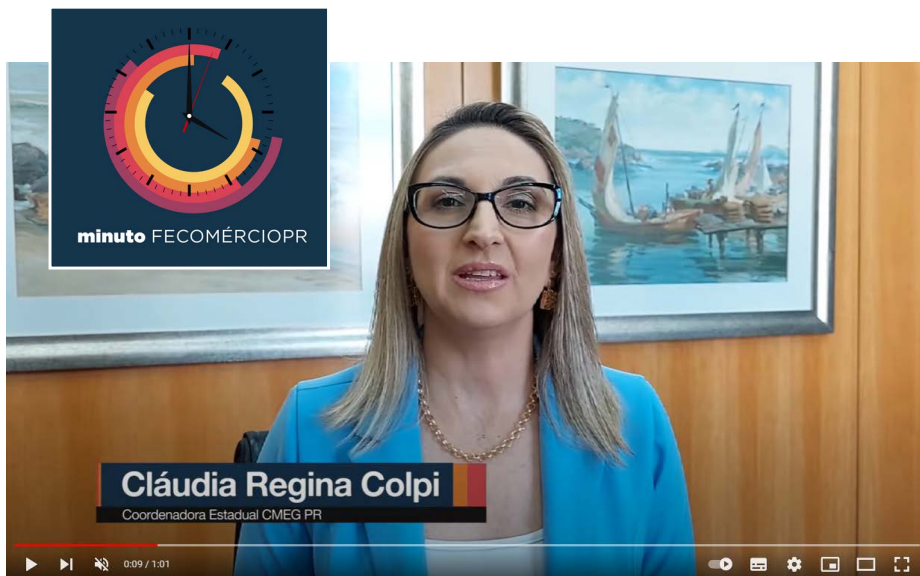 minuto FECOMÉRCIOPR
Cláudia Regina Colpi
Coordenadora Estadual CMEG PR
0:09 / 1:01